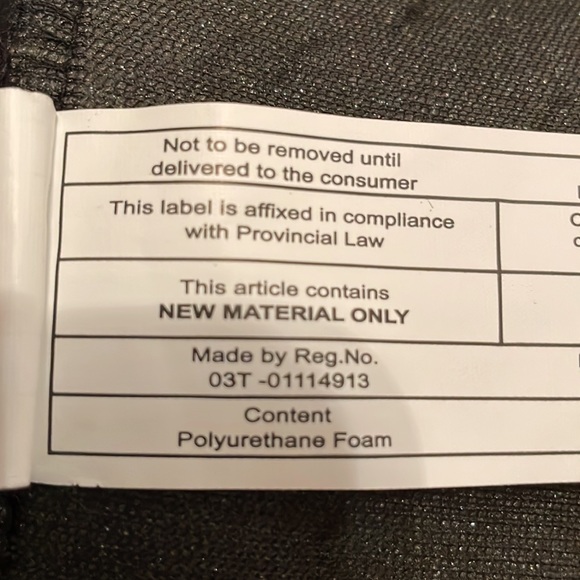 Not to be removed until
delivered to the consumer
This label is affixed in compliance
with Provincial Law
This article contains
NEW MATERIAL ONLY
Made by Reg.No.
03T -01114913
Content
Polyurethane Foam